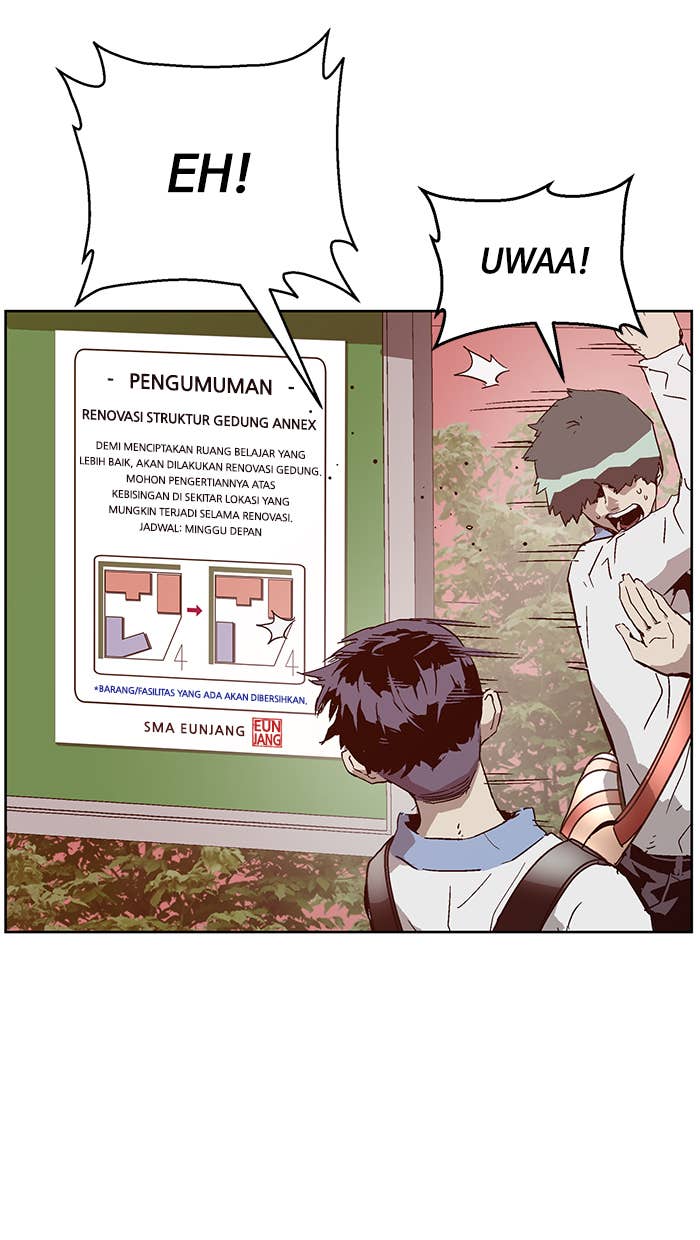 EH!
UWAA!
- PENGUMUMAN -
RENOVASI STRUKTUR GEDUNG ANNEX
DEMI MENCIPTAKAN RUANG BELAJAR YANG
LEBIH BAIK, AKAN DILAKUKAN RENOVASI GEDUNG.
MOHON PENGERTIANNYA ATAS
KEBISINGAN DI SEKITAR LOKASI YANG
MUNGKIN TERJADI SELAMA RENOVASI.
JADWAL: MINGGU DEPAN
4 4
*BARANG/FASILITAS YANG ADA AKAN DIBERSIHKAN.
SMA EUNJANG
EUN
JANG